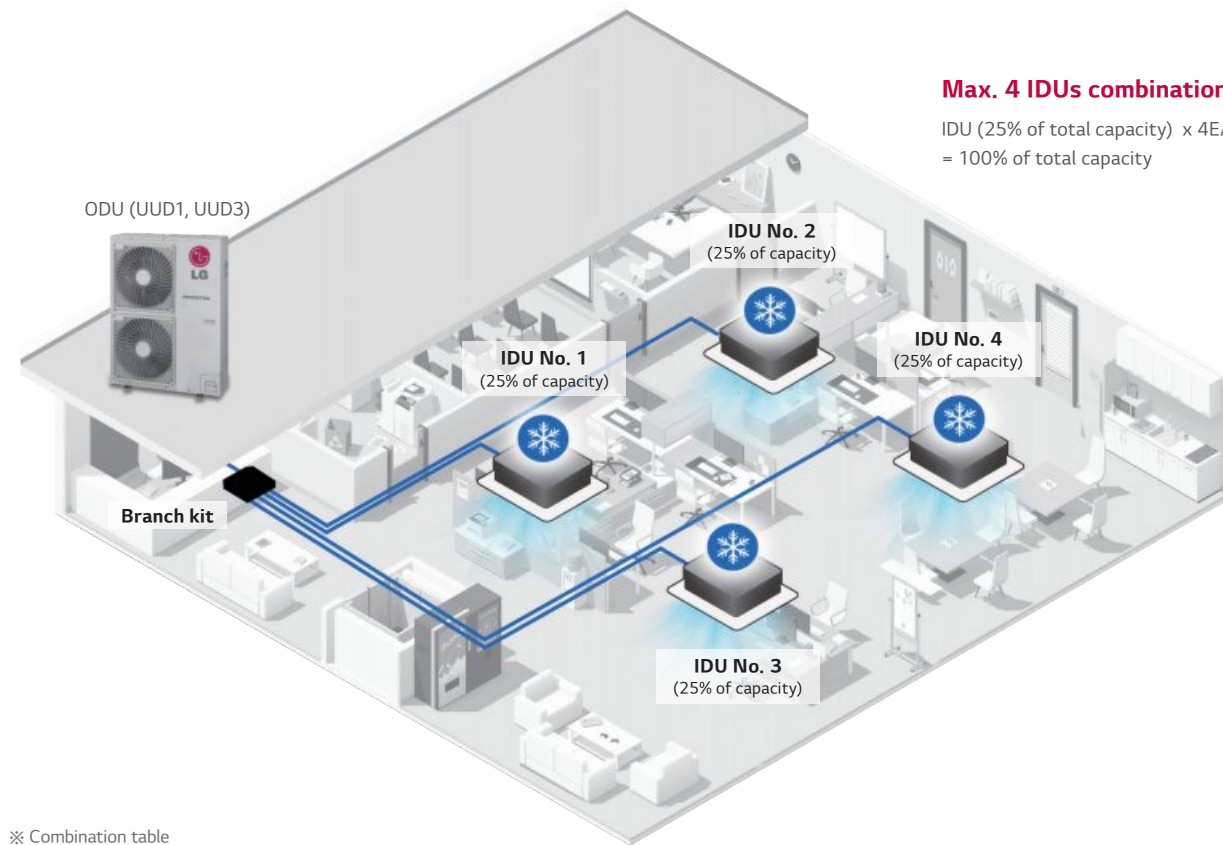 Max. 4 IDUs combination
IDU (25% of total capacity) x 4EA
= 100% of total capacity
ODU (UUD1, UUD3)
LG
IDU No. 2
(25% of capacity)
IDU No. 4
(25% of capacity)
IDU No. 1
(25% of capacity)
Branch kit
IDU No. 3
(25% of capacity)
※ Combination table